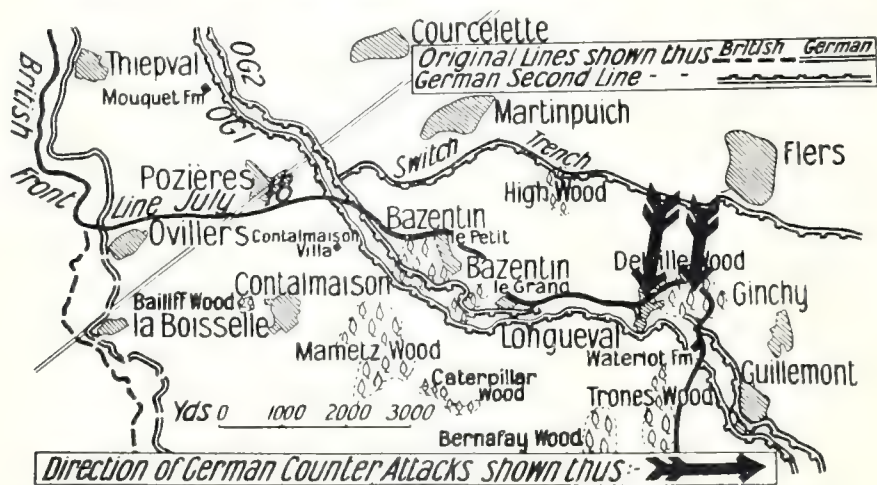 Courcelette
Original Lines shown thus British German
German Second Line - -
OG2
Thiepval
British
Mouquet Fm
OG1
Martinpuich
Switch Trench
Flers
Front Line July 18
Pozières
High Wood
Ovillers
Contalmaison
Villa
Bazentin
le Petit
Bazentin
le Grand
Delville Wood
Ginchy
Bailiff Wood
Contalmaison
la Boisselle
Longueval
Waterlot Fm
Guillemont
Mametz Wood
Caterpillar
Wood
Trones Wood
Yds 0 1000 2000 3000
Bernafay Wood
Direction of German Counter Attacks shown thus:-